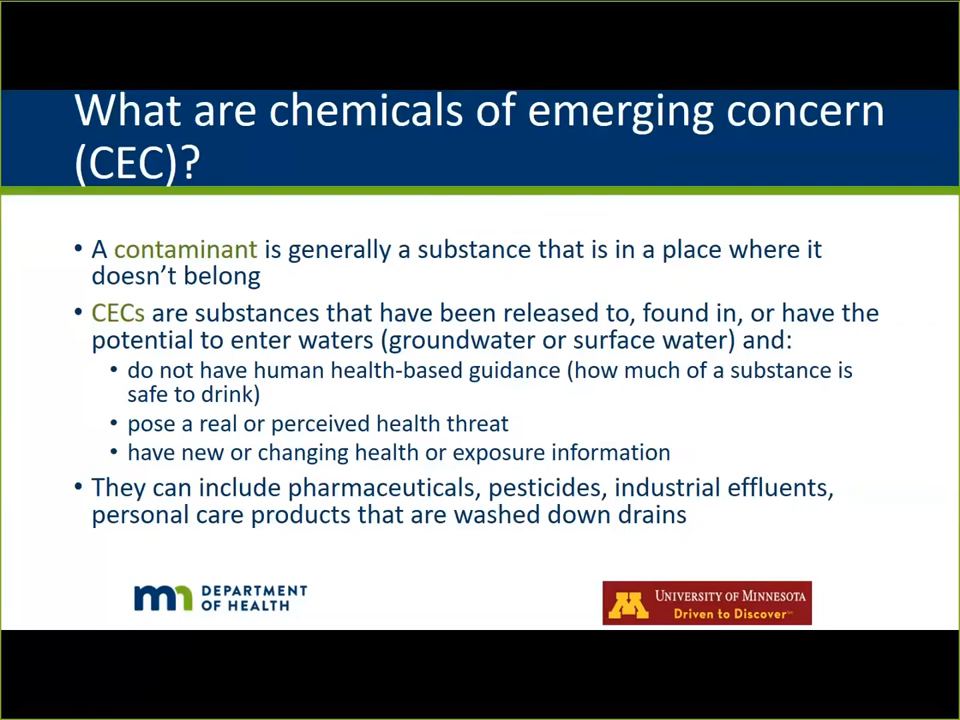 What are chemicals of emerging concern
(CEC)?
• A contaminant is generally a substance that is in a place where it
doesn't belong
• CECs are substances that have been released to, found in, or have the
potential to enter waters (groundwater or surface water) and:
• do not have human health-based guidance (how much of a substance is
safe to drink)
• pose a real or perceived health threat
• have new or changing health or exposure information
• They can include pharmaceuticals, pesticides, industrial effluents,
personal care products that are washed down drains
mn DEPARTMENT
OF HEALTH
M UNIVERSITY OF MINNESOTA
Driven to Discover℠